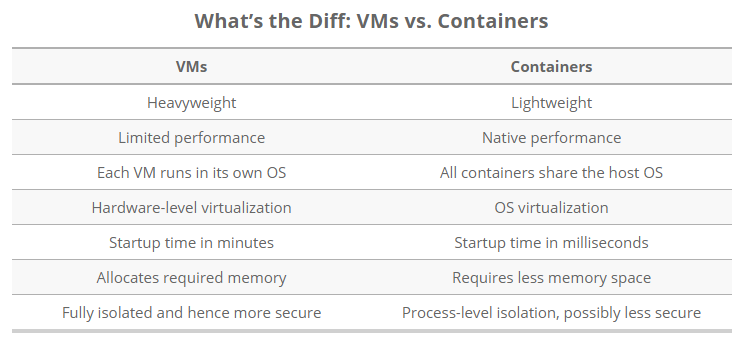 What’s the Diff: VMs vs. Containers
VMs Containers
Heavyweight Lightweight
Limited performance Native performance
Each VM runs in its own OS All containers share the host OS
Hardware-level virtualization OS virtualization
Startup time in minutes Startup time in milliseconds
Allocates required memory Requires less memory space
Fully isolated and hence more secure Process-level isolation, possibly less secure